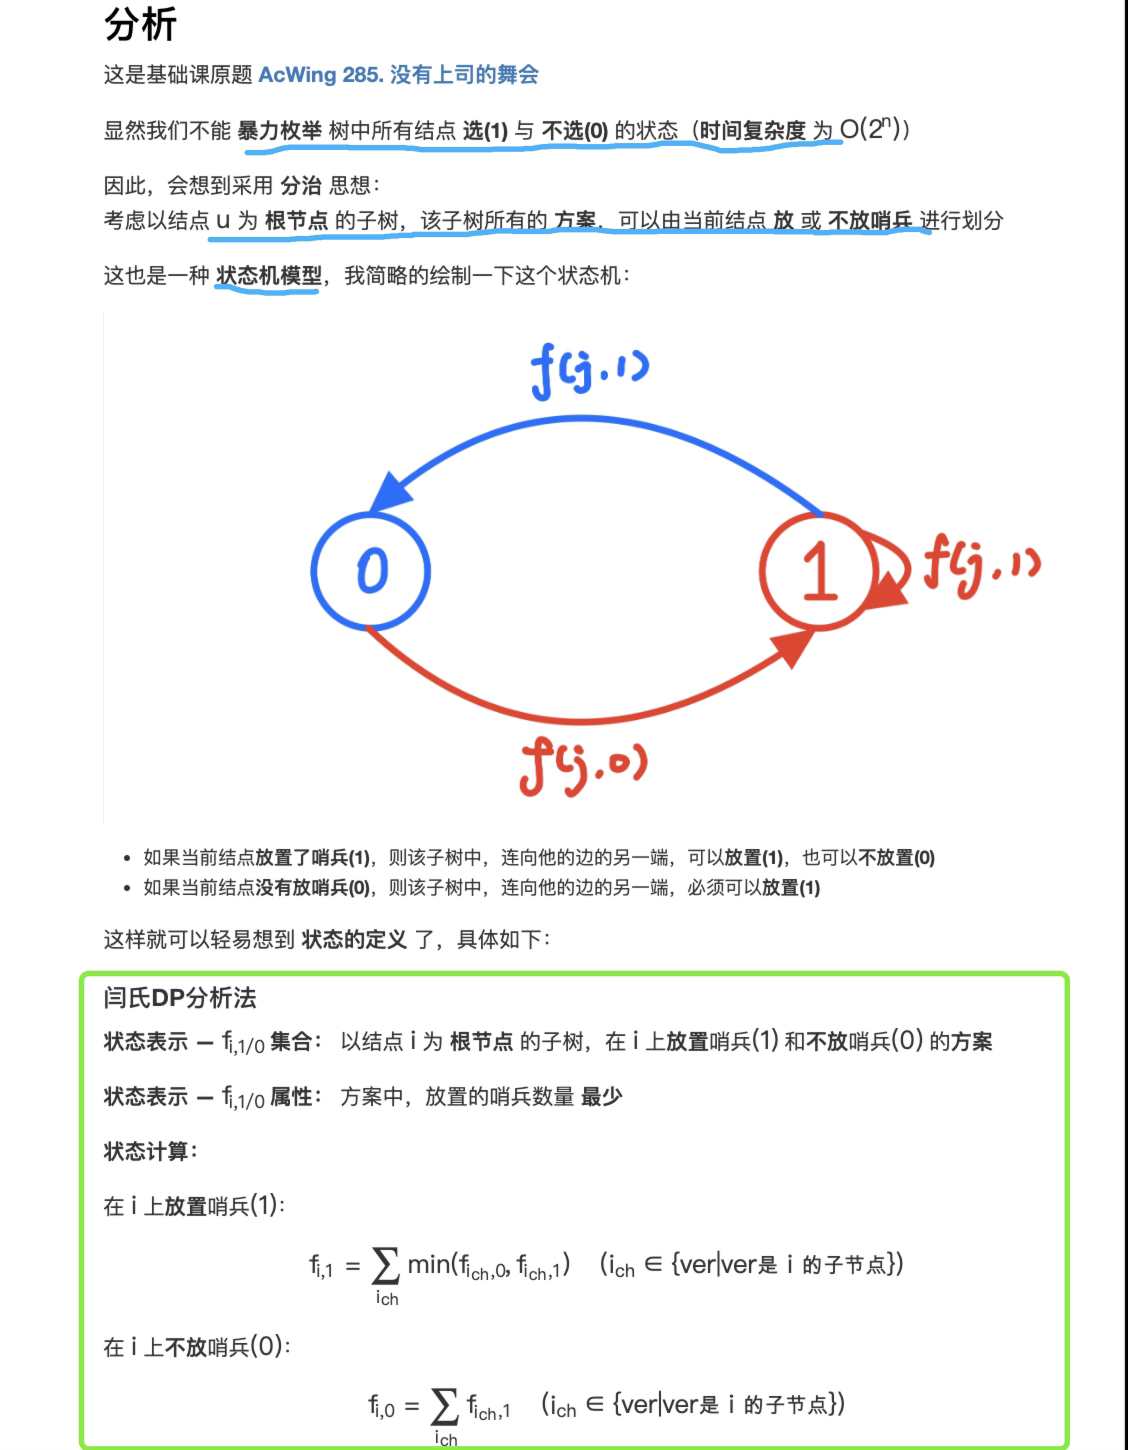 分析
这是基础课原题 AcWing 285. 没有上司的舞会
显然我们不能 暴力枚举 树中所有结点 选(1) 与 不选(0) 的状态（时间复杂度 为 O(2ⁿ)）
因此，会想到采用 分治 思想：
考虑以结点 u 为 根节点 的子树，该子树所有的 方案，可以由当前结点 放 或 不放哨兵 进行划分
这也是一种 状态机模型，我简略的绘制一下这个状态机：
f(j.1)
0
1
f(j.1)
f(j.0)
• 如果当前结点放置了哨兵(1)，则该子树中，连向他的边的另一端，可以放置(1)，也可以不放置(0)
• 如果当前结点没有放哨兵(0)，则该子树中，连向他的边的另一端，必须可以放置(1)
这样就可以轻易想到 状态的定义 了，具体如下：
闫氏DP分析法
状态表示 — f_{i,1/0} 集合： 以结点 i 为 根节点 的子树，在 i 上放置哨兵(1) 和不放哨兵(0) 的方案
状态表示 — f_{i,1/0} 属性： 方案中，放置的哨兵数量 最少
状态计算：
在 i 上放置哨兵(1)：
f_{i,1} = ∑_{i_{ch}} min(f_{i_{ch},0}, f_{i_{ch},1}) (i_{ch} ∈ {ver|ver是 i 的子节点})
在 i 上不放哨兵(0)：
f_{i,0} = ∑_{i_{ch}} f_{i_{ch},1} (i_{ch} ∈ {ver|ver是 i 的子节点})